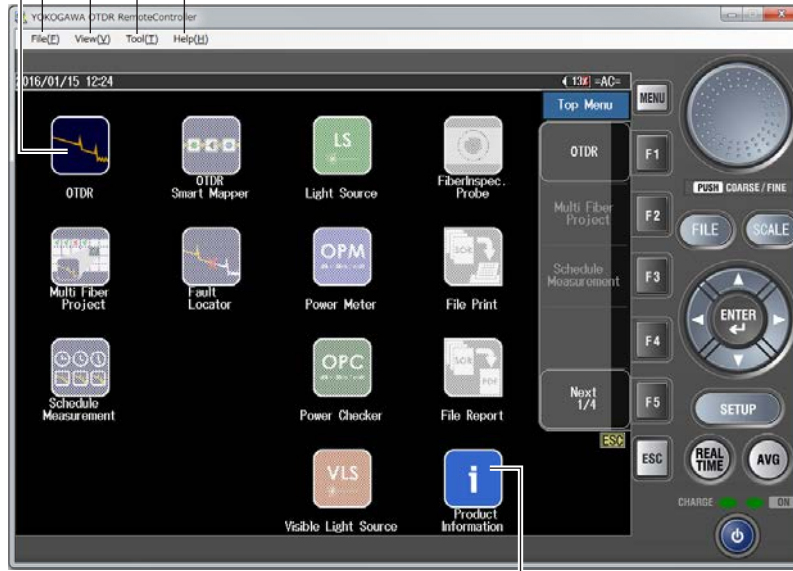 YOKOGAWA OTDR RemoteController
File(F) View(V) Tool(T) Help(H)
2016/01/15 12:24
13% =AC=
Top Menu
MENU
OTDR
OTDR
Smart Mapper
LS
Light Source
FiberInspec.
Probe
OTDR
F1
PUSH COARSE/FINE
Multi Fiber
Project
F2
FILE
SCALE
Multi Fiber
Project
Fault
Locator
OPM
Power Meter
SOR
File Print
Schedule
Measurement
F3
ENTER
F4
Schedule
Measurement
OPC
Power Checker
SOR
PDF
File Report
Next
1/4
F5
SETUP
ESC
ESC
REAL
TIME
AVG
VLS
Visible Light Source
i
Product
Information
CHARGE
ON